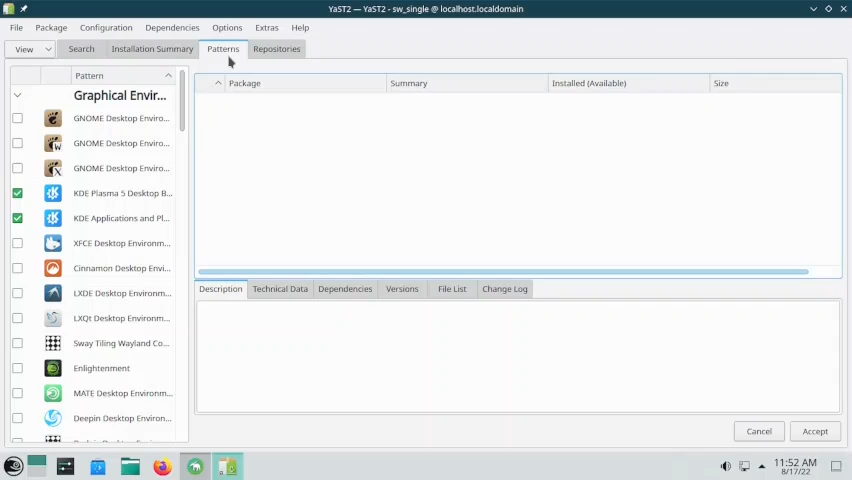 YaST2 — YaST2 - sw_single @ localhost.localdomain
File Package Configuration Dependencies Options Extras Help
View Search Installation Summary Patterns Repositories
Pattern
Graphical Envir...
GNOME Desktop Enviro...
GNOME Desktop Enviro...
GNOME Desktop Enviro...
KDE Plasma 5 Desktop B...
KDE Applications and Pl...
XFCE Desktop Environm...
Cinnamon Desktop Envi...
LXDE Desktop Environm...
LXQt Desktop Environm...
Sway Tiling Wayland Co...
Enlightenment
MATE Desktop Environm...
Deepin Desktop Environ...
Package Summary Installed (Available) Size
Description Technical Data Dependencies Versions File List Change Log
Cancel Accept
11:52 AM
8/17/22